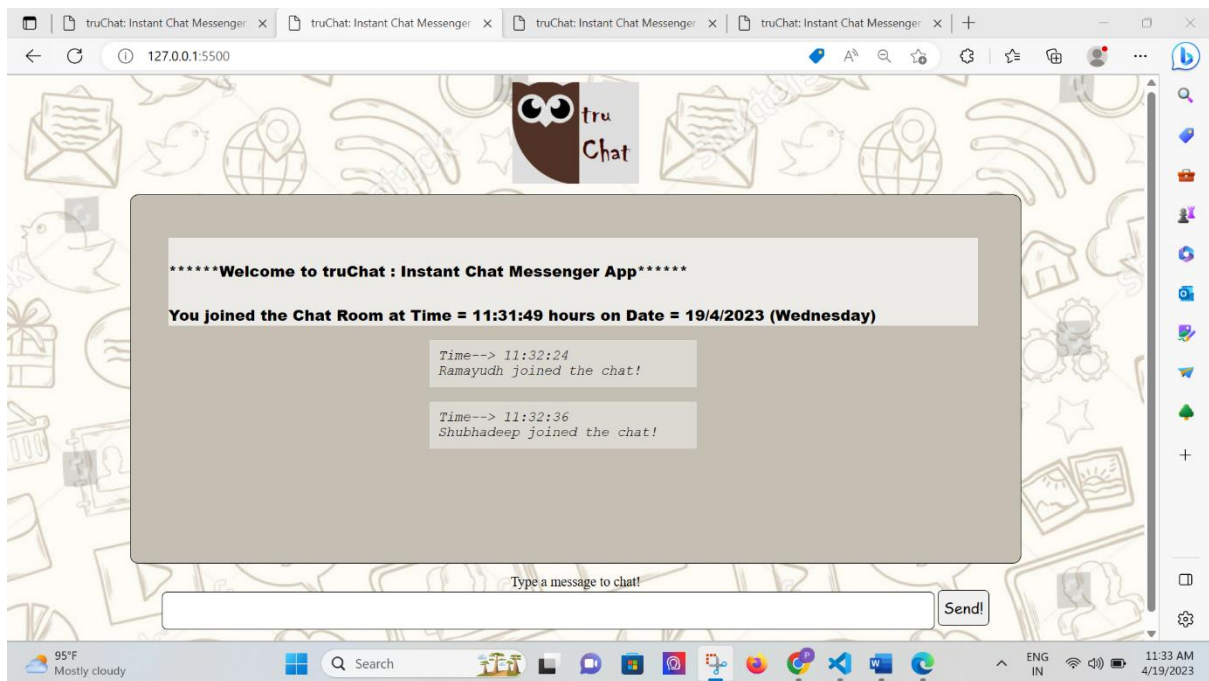 truChat: Instant Chat Messenger
truChat: Instant Chat Messenger
truChat: Instant Chat Messenger
truChat: Instant Chat Messenger
127.0.0.1:5500
tru
Chat
******Welcome to truChat : Instant Chat Messenger App******
You joined the Chat Room at Time = 11:31:49 hours on Date = 19/4/2023 (Wednesday)
Time--> 11:32:24
Ramayudh joined the chat!
Time--> 11:32:36
Shubhadeep joined the chat!
Type a message to chat!
Send!
95°F
Mostly cloudy
Search
ENG
IN
11:33 AM
4/19/2023